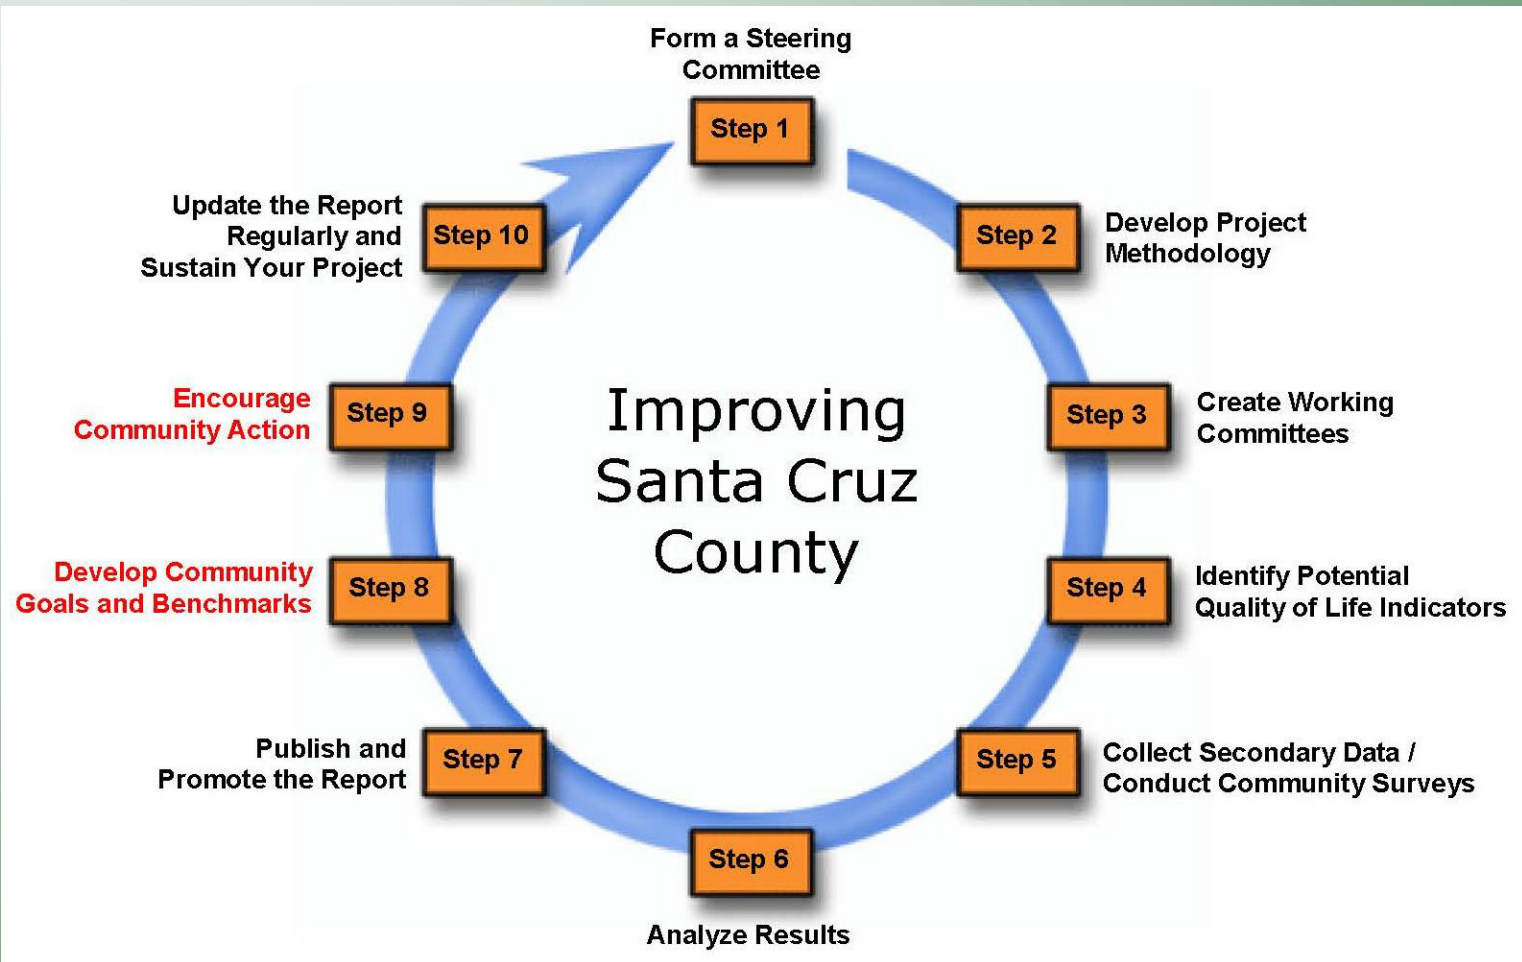 Form a Steering
Committee
Step 1
Step 2
Develop Project
Methodology
Step 3
Create Working
Committees
Step 4
Identify Potential
Quality of Life Indicators
Step 5
Collect Secondary Data /
Conduct Community Surveys
Step 6
Analyze Results
Step 7
Publish and
Promote the Report
Step 8
Develop Community
Goals and Benchmarks
Step 9
Encourage
Community Action
Step 10
Update the Report
Regularly and
Sustain Your Project
Improving
Santa Cruz
County